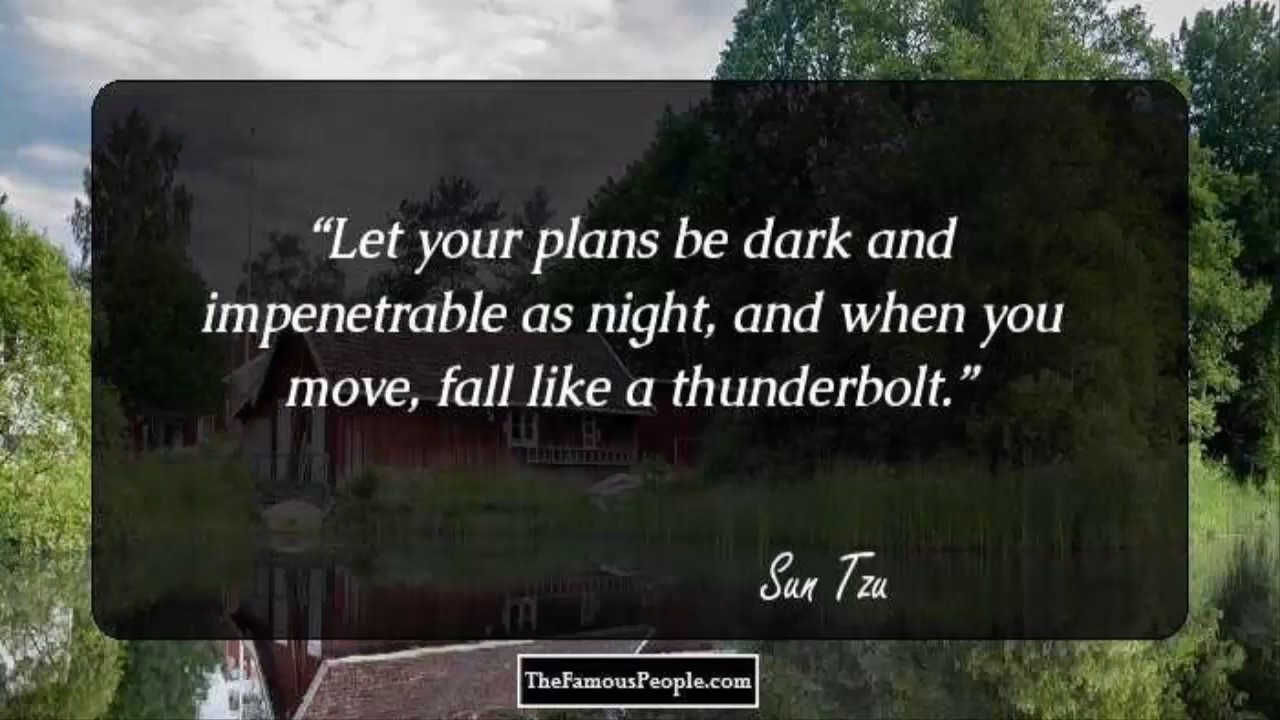 “Let your plans be dark and
impenetrable as night, and when you
move, fall like a thunderbolt.”
Sun Tzu
TheFamousPeople.com